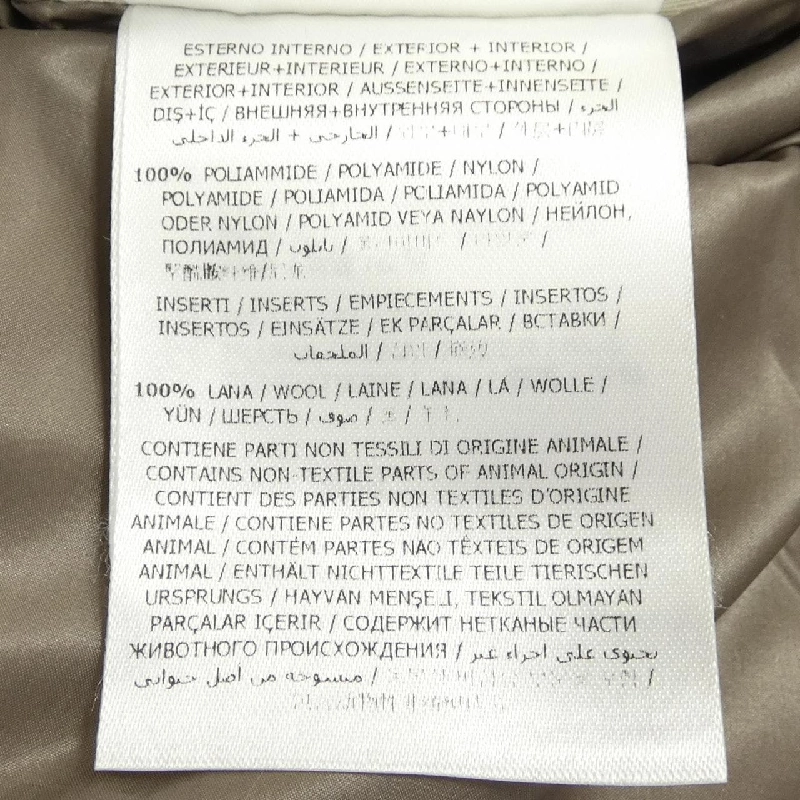 ESTERNO INTERNO / EXTERIOR + INTERIOR /
EXTERIEUR+INTERIEUR / EXTERNO+INTERNO /
EXTERIOR+INTERIOR / AUSSENSEITE+INNENSEITE /
DIŞ+İÇ / ВНЕШНЯЯ+ВНУТРЕННЯЯ СТОРОНЫ / الجزء
الخارجي + الجزء الداخلي /
100% POLIAMMIDE / POLYAMIDE / NYLON /
POLYAMIDE / POLIAMIDA / POLIAMIDA / POLYAMID
ODER NYLON / POLYAMID VEYA NAYLON / НЕЙЛОН,
ПОЛИАМИД / نايلون / /
INSERTI / INSERTS / EMPIECEMENTS / INSERTOS /
INSERTOS / EINSÄTZE / EK PARÇALAR / ВСТАВКИ /
الملحقات / /
100% LANA / WOOL / LAINE / LANA / LÃ / WOLLE /
YÜN / ШЕРСТЬ / صوف / /
CONTIENE PARTI NON TESSILI DI ORIGINE ANIMALE /
CONTAINS NON-TEXTILE PARTS OF ANIMAL ORIGIN /
CONTIENT DES PARTIES NON TEXTILES D'ORIGINE
ANIMALE / CONTIENE PARTES NO TEXTILES DE ORIGEN
ANIMAL / CONTÉM PARTES NÃO TÊXTEIS DE ORIGEM
ANIMAL / ENTHÄLT NICHTTEXTILE TEILE TIERISCHEN
URSPRUNGS / HAYVAN MENŞELİ, TEKSTIL OLMAYAN
PARÇALAR IÇERIR / СОДЕРЖИТ НЕТКАНЫЕ ЧАСТИ
ЖИВОТНОГО ПРОИСХОЖДЕНИЯ / يحتوي على اجزاء غير
منسوجة من اصل حيواني / /